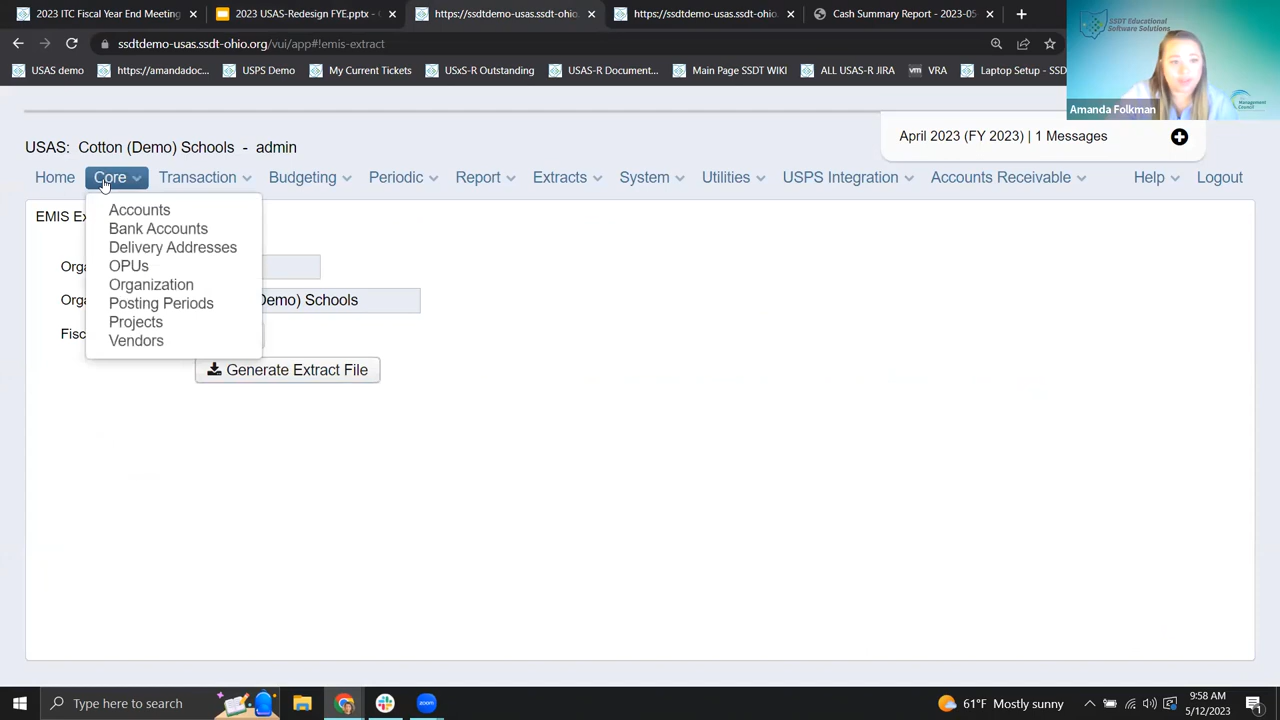 2023 ITC Fiscal Year End Meeting
2023 USAS-Redesign FYE.pptx -
https://ssdtdemo-usas.ssdt-ohio.
https://ssdtdemo-usas.ssdt-ohio.
Cash Summary Report - 2023-05
ssdtdemo-usas.ssdt-ohio.org/vui/app#!emis-extract
USAS demo
https://amandadoc...
USPS Demo
My Current Tickets
USxS-R Outstanding
USAS-R Document...
Main Page SSDT WIKI
ALL USAS-R JIRA
VRA
Laptop Setup - SSD
SSDT Educational
Software Solutions
Management
Council
Amanda Folkman
April 2023 (FY 2023) | 1 Messages
USAS: Cotton (Demo) Schools - admin
Home Core Transaction Budgeting Periodic Report Extracts System Utilities USPS Integration Accounts Receivable Help Logout
EMIS Ex
Accounts
Bank Accounts
Delivery Addresses
OPUs
Organization
Posting Periods
Projects
Vendors
Orga
Orga
Demo) Schools
Fisc
Generate Extract File
Type here to search
61°F Mostly sunny
9:58 AM
5/12/2023
1